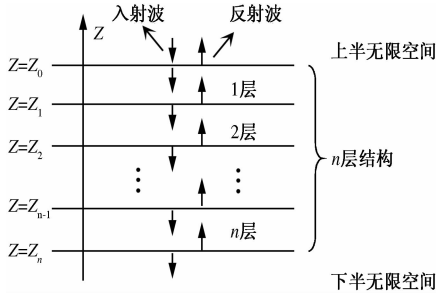 入射波 反射波
Z
上半无限空间
Z=Z0
1层
Z=Z1
2层
Z=Z2
n层结构
Z=Zn-1
n层
Z=Zn
下半无限空间